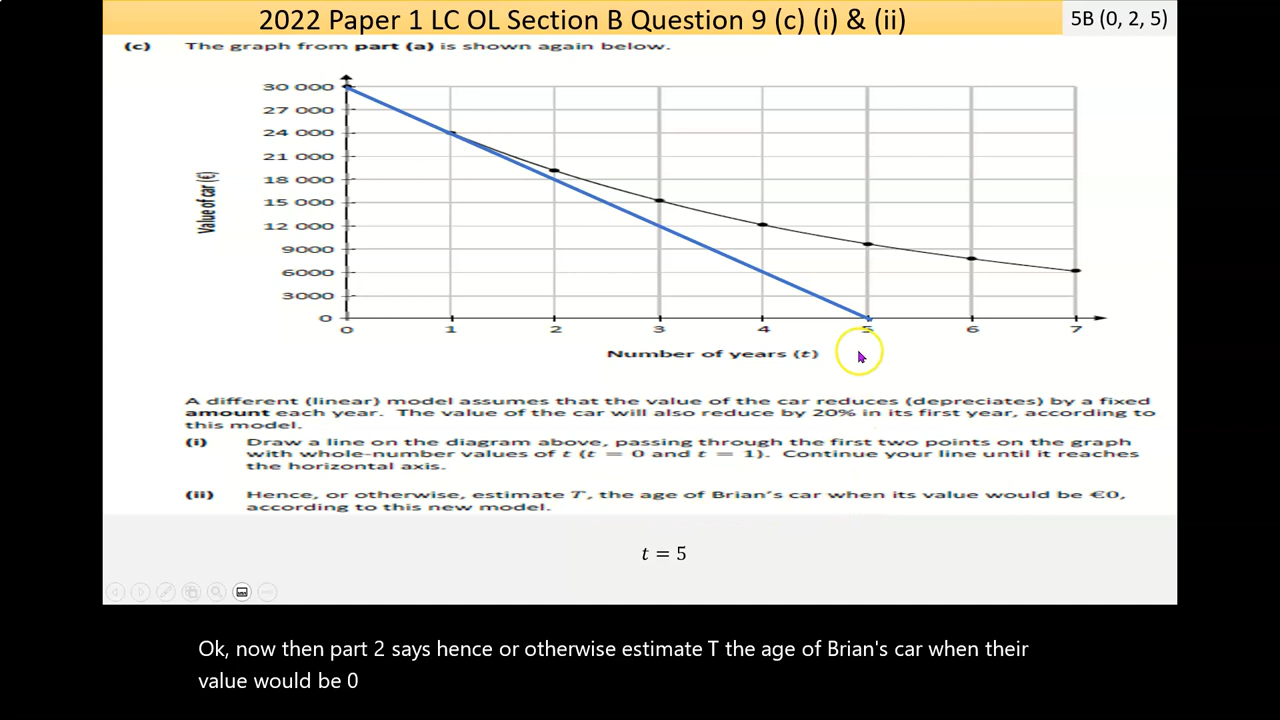 2022 Paper 1 LC OL Section B Question 9 (c) (i) & (ii)
5B (0, 2, 5)
(c) The graph from part (a) is shown again below.
30 000
27 000
24 000
21 000
18 000
15 000
12 000
9000
6000
3000
0
Value of car (€)
0 1 2 3 4 5 6 7
Number of years (t)
A different (linear) model assumes that the value of the car reduces (depreciates) by a fixed
amount each year. The value of the car will also reduce by 20% in its first year, according to
this model.
(i) Draw a line on the diagram above, passing through the first two points on the graph
with whole-number values of t (t = 0 and t = 1). Continue your line until it reaches
the horizontal axis.
(ii) Hence, or otherwise, estimate T, the age of Brian's car when its value would be €0,
according to this new model.
t = 5
Ok, now then part 2 says hence or otherwise estimate T the age of Brian's car when their
value would be 0